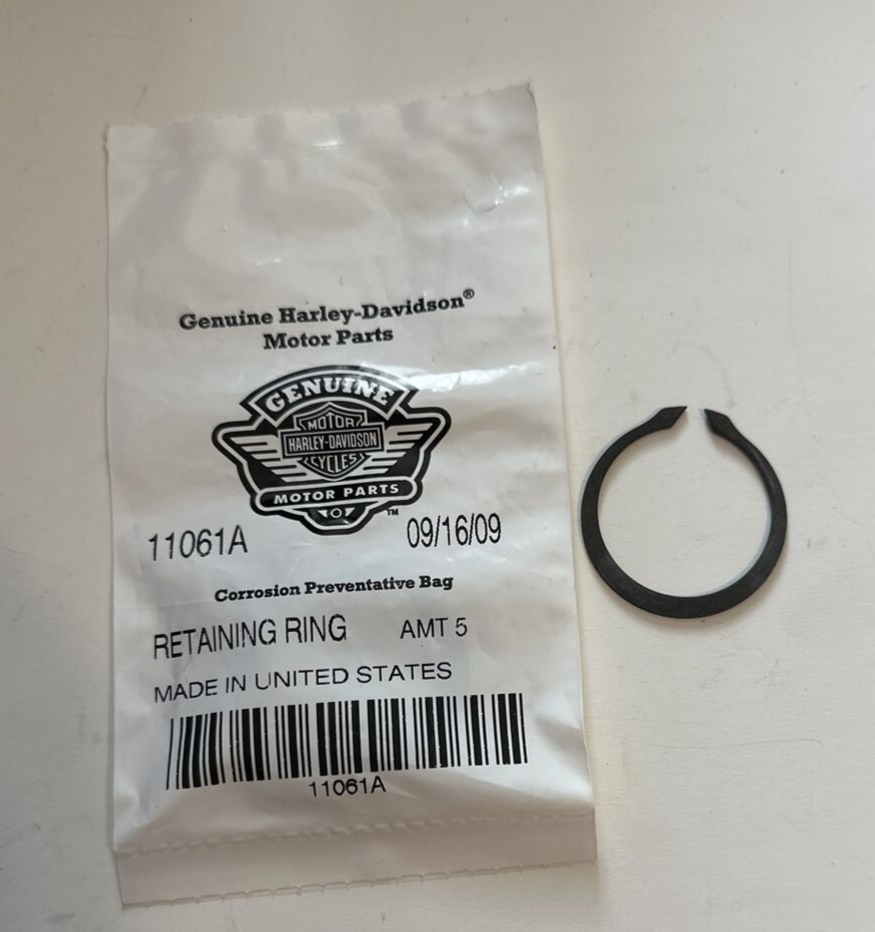 Genuine Harley-Davidson®
Motor Parts
GENUINE
MOTOR
HARLEY-DAVIDSON
CYCLES
MOTOR PARTS
™
11061A 09/16/09
Corrosion Preventative Bag
RETAINING RING AMT 5
MADE IN UNITED STATES
11061A